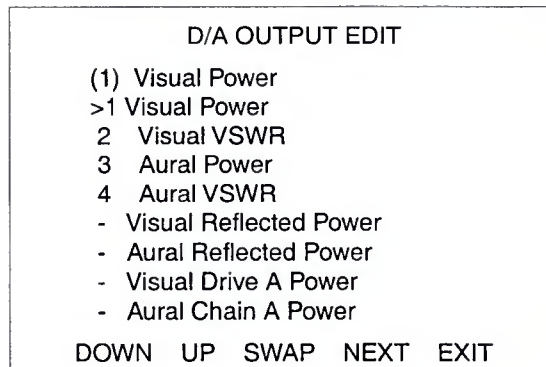 D/A OUTPUT EDIT
(1) Visual Power
>1 Visual Power
2 Visual VSWR
3 Aural Power
4 Aural VSWR
- Visual Reflected Power
- Aural Reflected Power
- Visual Drive A Power
- Aural Chain A Power
DOWN UP SWAP NEXT EXIT